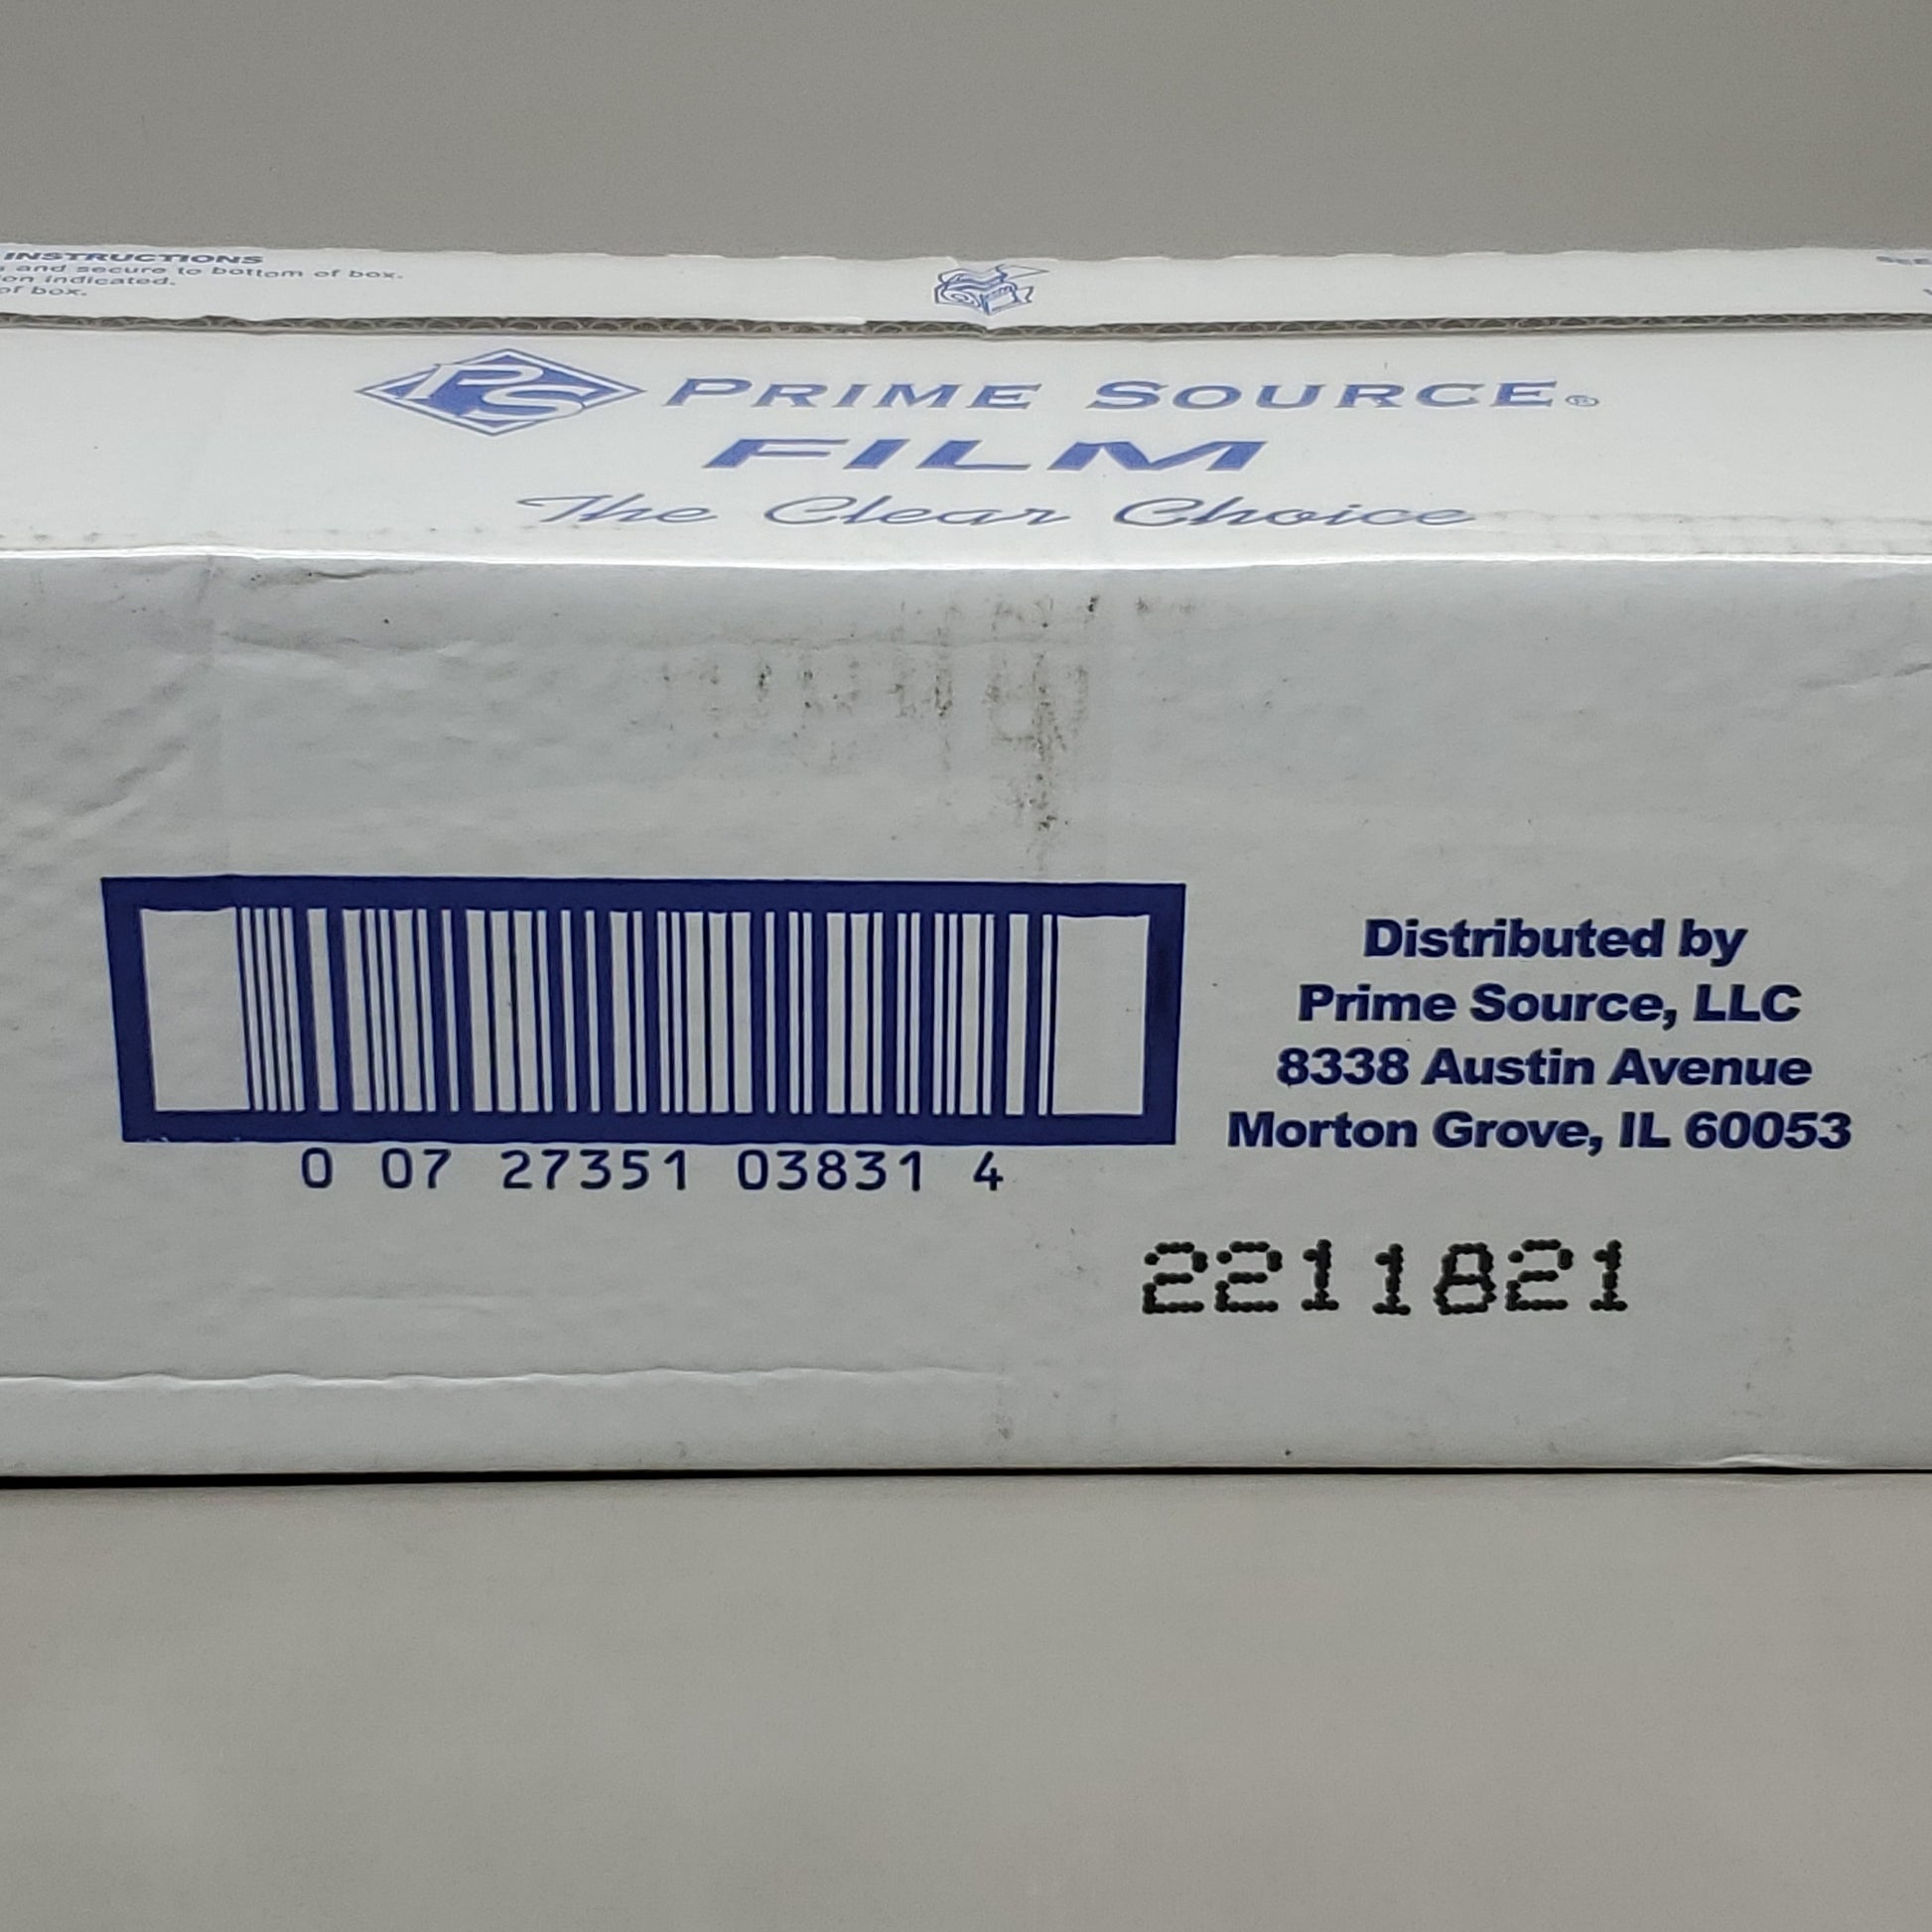 INSTRUCTIONS
and secure to bottom of box.
indicated.
of box.
PS PRIME SOURCE®
FILM
The Clear Choice
Distributed by
Prime Source, LLC
8338 Austin Avenue
Morton Grove, IL 60053
0 07 27351 03831 4
2211821